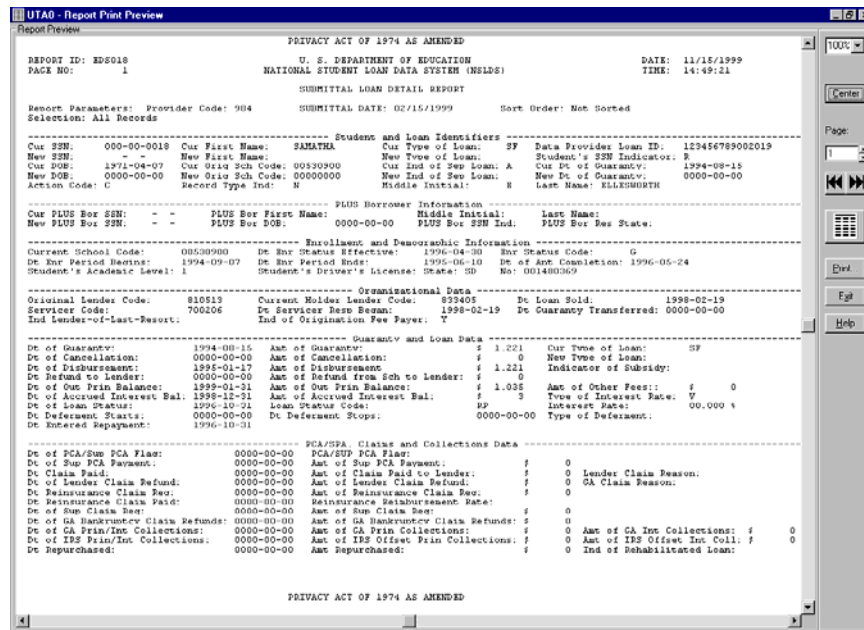 UTA0 - Report Print Preview
Report Preview
PRIVACY ACT OF 1974 AS AMENDED
REPORT ID: EDS018 U. S. DEPARTMENT OF EDUCATION DATE: 11/15/1999
PAGE NO: 1 NATIONAL STUDENT LOAN DATA SYSTEM (NSLDS) TIME: 14:49:21
SUBMITTAL LOAN DETAIL REPORT
Report Parameters: Provider Code: 984 SUBMITTAL DATE: 02/15/1999 Sort Order: Not Sorted
Selection: All Records
Student and Loan Identifiers
Cur SSN: 000-00-0018 Cur First Name: SAMATHA Cur Type of Loan: SF Data Provider Loan ID: 123456789002019
New SSN: - - New First Name: New Type of Loan: Student's SSN Indicator: R
Cur DOB: 1971-04-07 Cur Orig Sch Code: 00530900 Cur Ind of Sep Loan: A Cur Dt of Guaranty: 1994-08-15
New DOB: 0000-00-00 New Orig Sch Code: 00000000 New Ind of Sep Loan: New Dt of Guaranty: 0000-00-00
Action Code: C Record Type Ind: N Middle Initial: E Last Name: ELLESWORTH
PLUS Borrower Information
Cur PLUS Bor SSN: - - PLUS Bor First Name: Middle Initial: Last Name:
New PLUS Bor SSN: - - PLUS Bor DOB: 0000-00-00 PLUS Bor SSN Ind: PLUS Bor Res State:
Enrollment and Demographic Information
Current School Code: 00530900 Dt Enr Status Effective: 1996-04-30 Enr Status Code: G
Dt Enr Period Begins: 1994-09-07 Dt Enr Period Ends: 1995-06-10 Dt of Ant Completion: 1996-05-24
Student's Academic Level: 1 Student's Driver's License: State: SD No: 001480369
Organizational Data
Original Lender Code: 810513 Current Holder Lender Code: 833405 Dt Loan Sold: 1998-02-19
Servicer Code: 700206 Dt Servicer Resp Began: 1998-02-19 Dt Guaranty Transferred: 0000-00-00
Ind Lender-of-Last-Resort: Ind of Origination Fee Payer: Y
Guaranty and Loan Data
Dt of Guaranty: 1994-08-15 Amt of Guaranty: $ 1,221 Cur Type of Loan: SF
Dt of Cancellation: 0000-00-00 Amt of Cancellation: $ 0 New Type of Loan:
Dt of Disbursement: 1995-01-17 Amt of Disbursement $ 1,221 Indicator of Subsidy:
Dt Refund to Lender: 0000-00-00 Amt of Refund from Sch to Lender: $ 0
Dt of Out Prin Balance: 1999-01-31 Amt of Out Prin Balance: $ 1,035 Amt of Other Fees:: $ 0
Dt of Accrued Interest Bal: 1998-12-31 Amt of Accrued Interest Bal: $ 3 Type of Interest Rate: V
Dt of Loan Status: 1996-10-31 Loan Status Code: RP Interest Rate: 00.000 %
Dt Deferment Starts: 0000-00-00 Dt Deferment Stops: 0000-00-00 Type of Deferment:
Dt Entered Repayment: 1996-10-31
PCA/SPA, Claims and Collections Data
Dt of PCA/Sup PCA Flag: 0000-00-00 PCA/SUP PCA Flag:
Dt of Sup PCA Payment: 0000-00-00 Amt of Sup PCA Payment: $ 0
Dt Claim Paid: 0000-00-00 Amt of Claim Paid to Lender: $ 0 Lender Claim Reason:
Dt of Lender Claim Refund: 0000-00-00 Amt of Lender Claim Refund: $ 0 GA Claim Reason:
Dt Reinsurance Claim Req: 0000-00-00 Amt of Reinsurance Claim Req: $ 0
Dt Reinsurance Claim Paid: 0000-00-00 Reinsurance Reimbursement Rate:
Dt of Sup Claim Req: 0000-00-00 Amt of Sup Claim Req: $ 0
Dt of GA Bankruptcy Claim Refunds: 0000-00-00 Amt of GA Bankruptcy Claim Refunds: $ 0
Dt of GA Prin/Int Collections: 0000-00-00 Amt of GA Prin Collections: $ 0 Amt of GA Int Collections: $ 0
Dt of IRS Prin/Int Collections: 0000-00-00 Amt of IRS Offset Prin Collections: $ 0 Amt of IRS Offset Int Coll: $ 0
Dt Repurchased: 0000-00-00 Amt Repurchased: $ 0 Ind of Rehabilitated Loan:
PRIVACY ACT OF 1974 AS AMENDED
100%
Center
Page:
1
Print...
Exit
Help